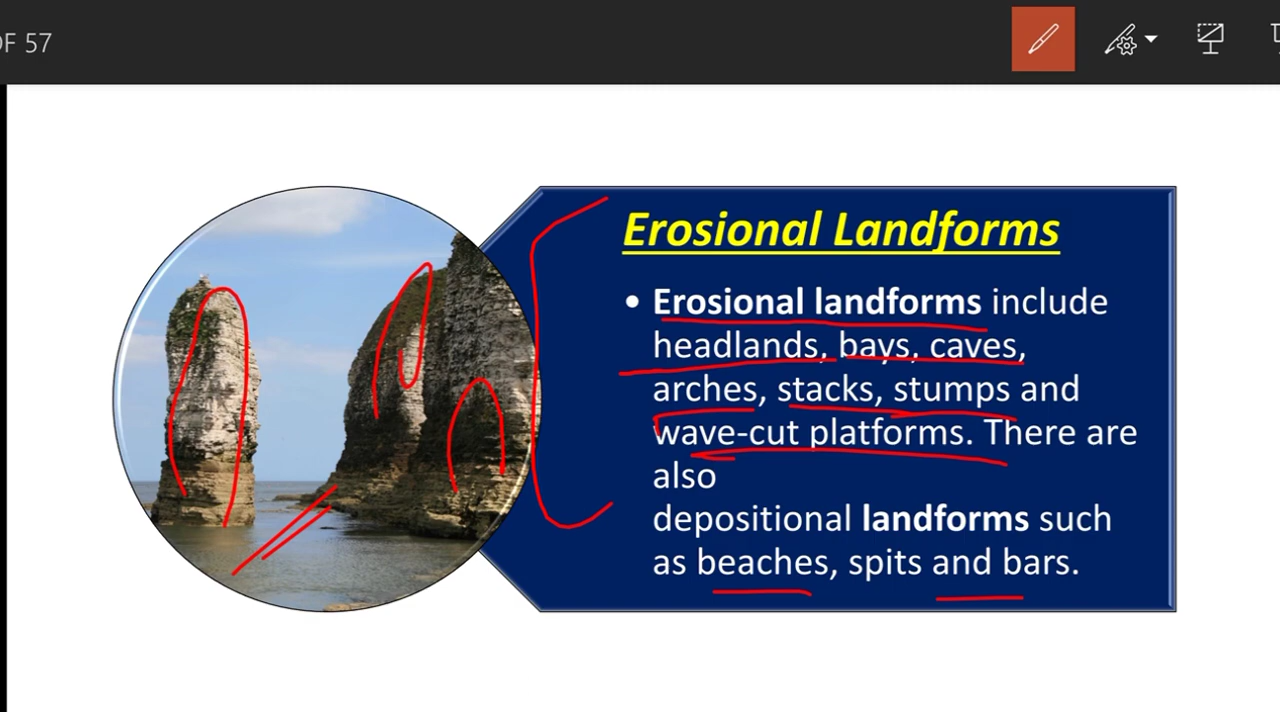 OF 57
Erosional Landforms
• Erosional landforms include
headlands, bays, caves,
arches, stacks, stumps and
wave-cut platforms. There are
also
depositional landforms such
as beaches, spits and bars.